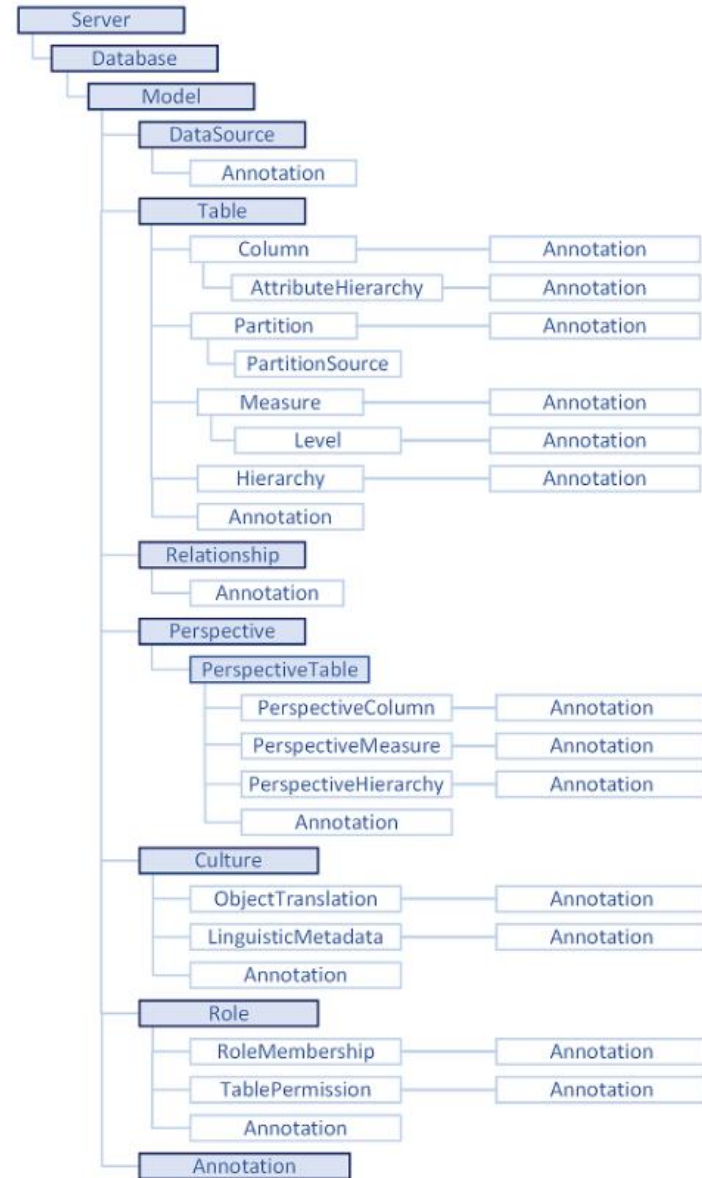 Server
Database
Model
DataSource
Annotation
Table
Column Annotation
AttributeHierarchy Annotation
Partition Annotation
PartitionSource
Measure Annotation
Level Annotation
Hierarchy Annotation
Annotation
Relationship
Annotation
Perspective
PerspectiveTable
PerspectiveColumn Annotation
PerspectiveMeasure Annotation
PerspectiveHierarchy Annotation
Annotation
Culture
ObjectTranslation Annotation
LinguisticMetadata Annotation
Annotation
Role
RoleMembership Annotation
TablePermission Annotation
Annotation
Annotation